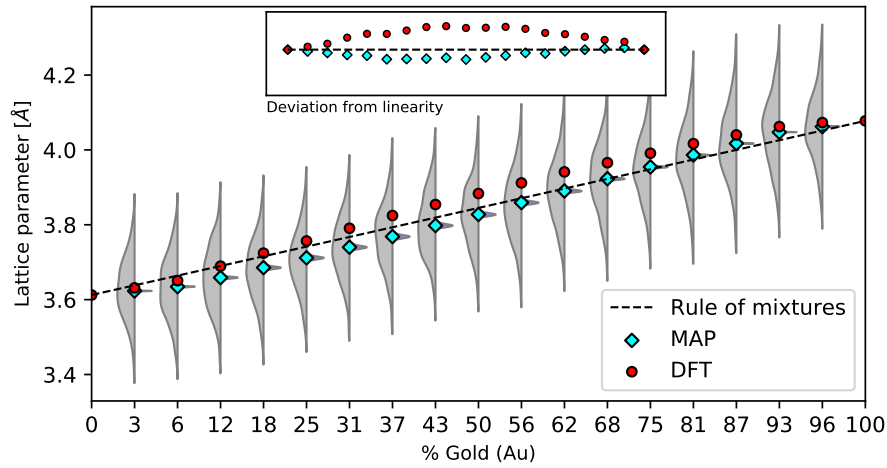 Deviation from linearity
Lattice parameter [Å]
4.2
4.0
3.8
3.6
3.4
Rule of mixtures
MAP
DFT
0 3 6 12 18 25 31 37 43 50 56 62 68 75 81 87 93 96 100
% Gold (Au)